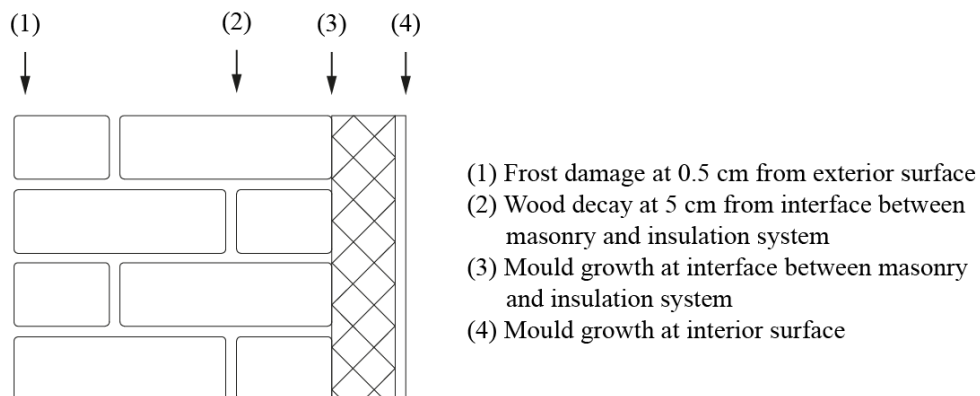 (1) (2) (3) (4)
(1) Frost damage at 0.5 cm from exterior surface
(2) Wood decay at 5 cm from interface between
masonry and insulation system
(3) Mould growth at interface between masonry
and insulation system
(4) Mould growth at interior surface